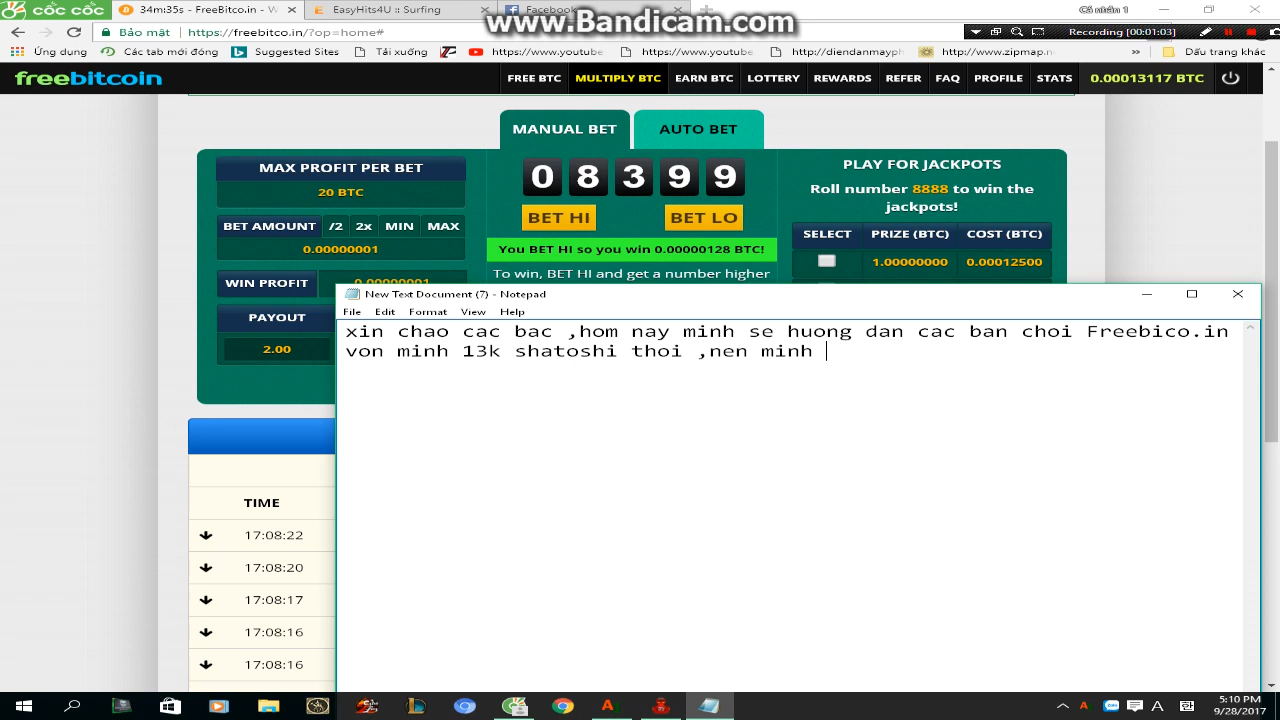 cốc cốc
34m:35s - FreeBitco.in - W
EasyHits4U :: Surfing
Facebook
www.Bandicam.com
Cá nhân 1
Bảo mật
https://freebitco.in/?op=home#
Recording [00:01:03]
Ứng dụng
Các tab mới đóng
Suggested Sites
Tải xuống
https://www.youtube
https://www.youtube
http://diendanmayph
http://www.zipmap.n
»
Dấu trang khác
freebitcoin
FREE BTC
MULTIPLY BTC
EARN BTC
LOTTERY
REWARDS
REFER
FAQ
PROFILE
STATS
0.00013117 BTC
MANUAL BET
AUTO BET
MAX PROFIT PER BET
20 BTC
BET AMOUNT
/2
2x
MIN
MAX
0.00000001
WIN PROFIT
0.00000001
PAYOUT
2.00
0 8 3 9 9
BET HI
BET LO
You BET HI so you win 0.00000128 BTC!
To win, BET HI and get a number higher
PLAY FOR JACKPOTS
Roll number 8888 to win the
jackpots!
SELECT
PRIZE (BTC)
COST (BTC)
1.00000000
0.00012500
New Text Document (7) - Notepad
File
Edit
Format
View
Help
xin chao cac bac ,hom nay minh se huong dan cac ban choi Freebico.in
von minh 13k shatoshi thoi ,nen minh
TIME
17:08:22
17:08:20
17:08:17
17:08:16
17:08:16
5:10 PM
9/28/2017